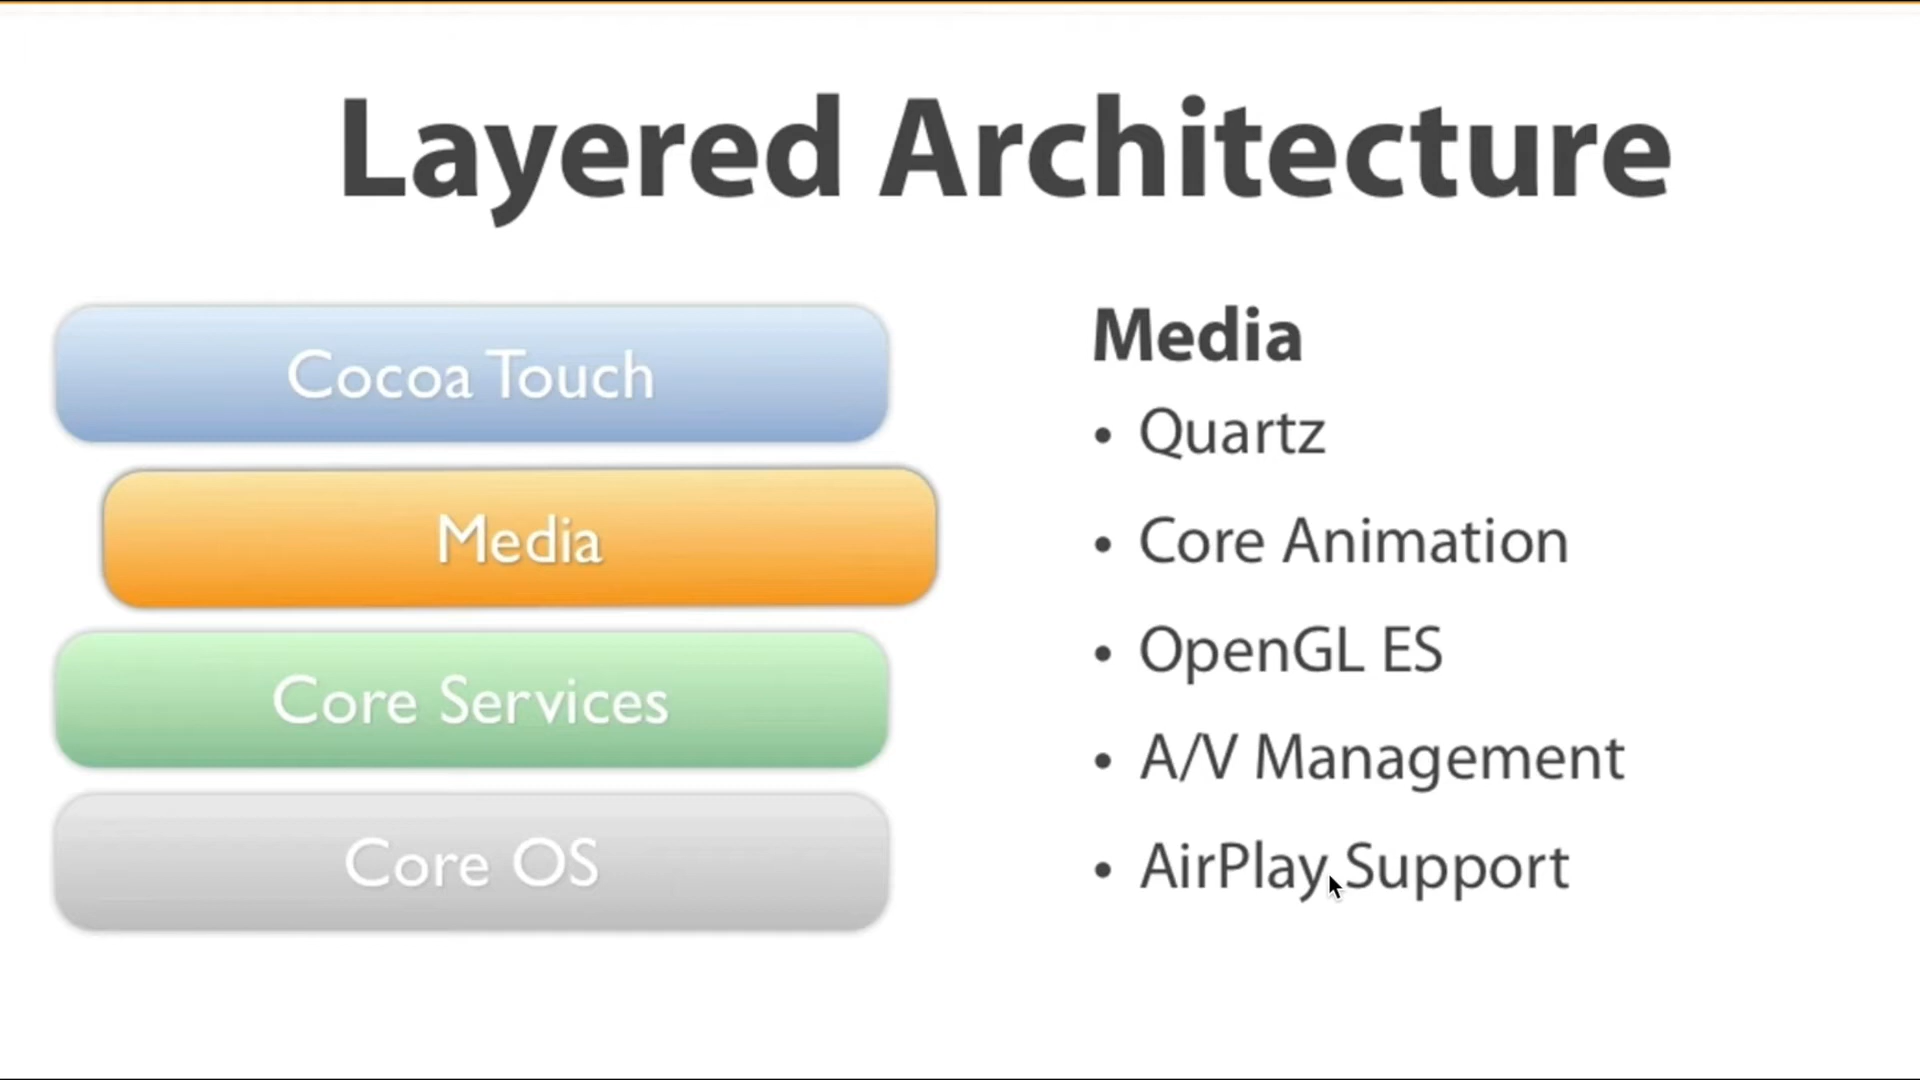 Layered Architecture
Cocoa Touch
Media
Core Services
Core OS
Media
• Quartz
• Core Animation
• OpenGL ES
• A/V Management
• AirPlay Support